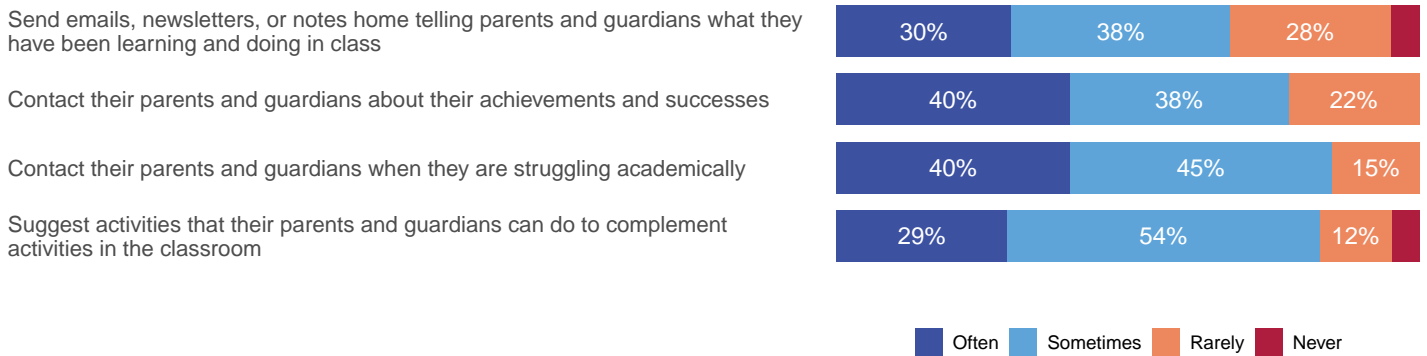 Send emails, newsletters, or notes home telling parents and guardians what they
have been learning and doing in class
30% 38% 28%
Contact their parents and guardians about their achievements and successes
40% 38% 22%
Contact their parents and guardians when they are struggling academically
40% 45% 15%
Suggest activities that their parents and guardians can do to complement
activities in the classroom
29% 54% 12%
Often Sometimes Rarely Never